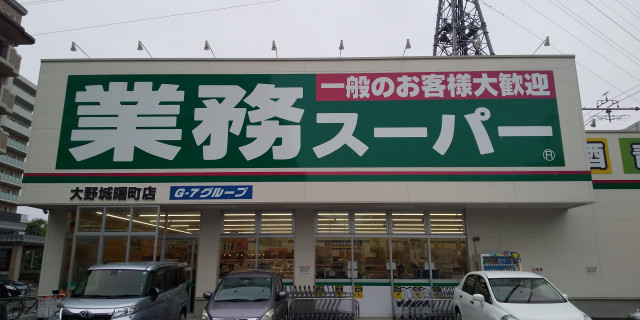 一般のお客様大歓迎
業務スーパー
®
大野城曙町店
G-7グループ
酒